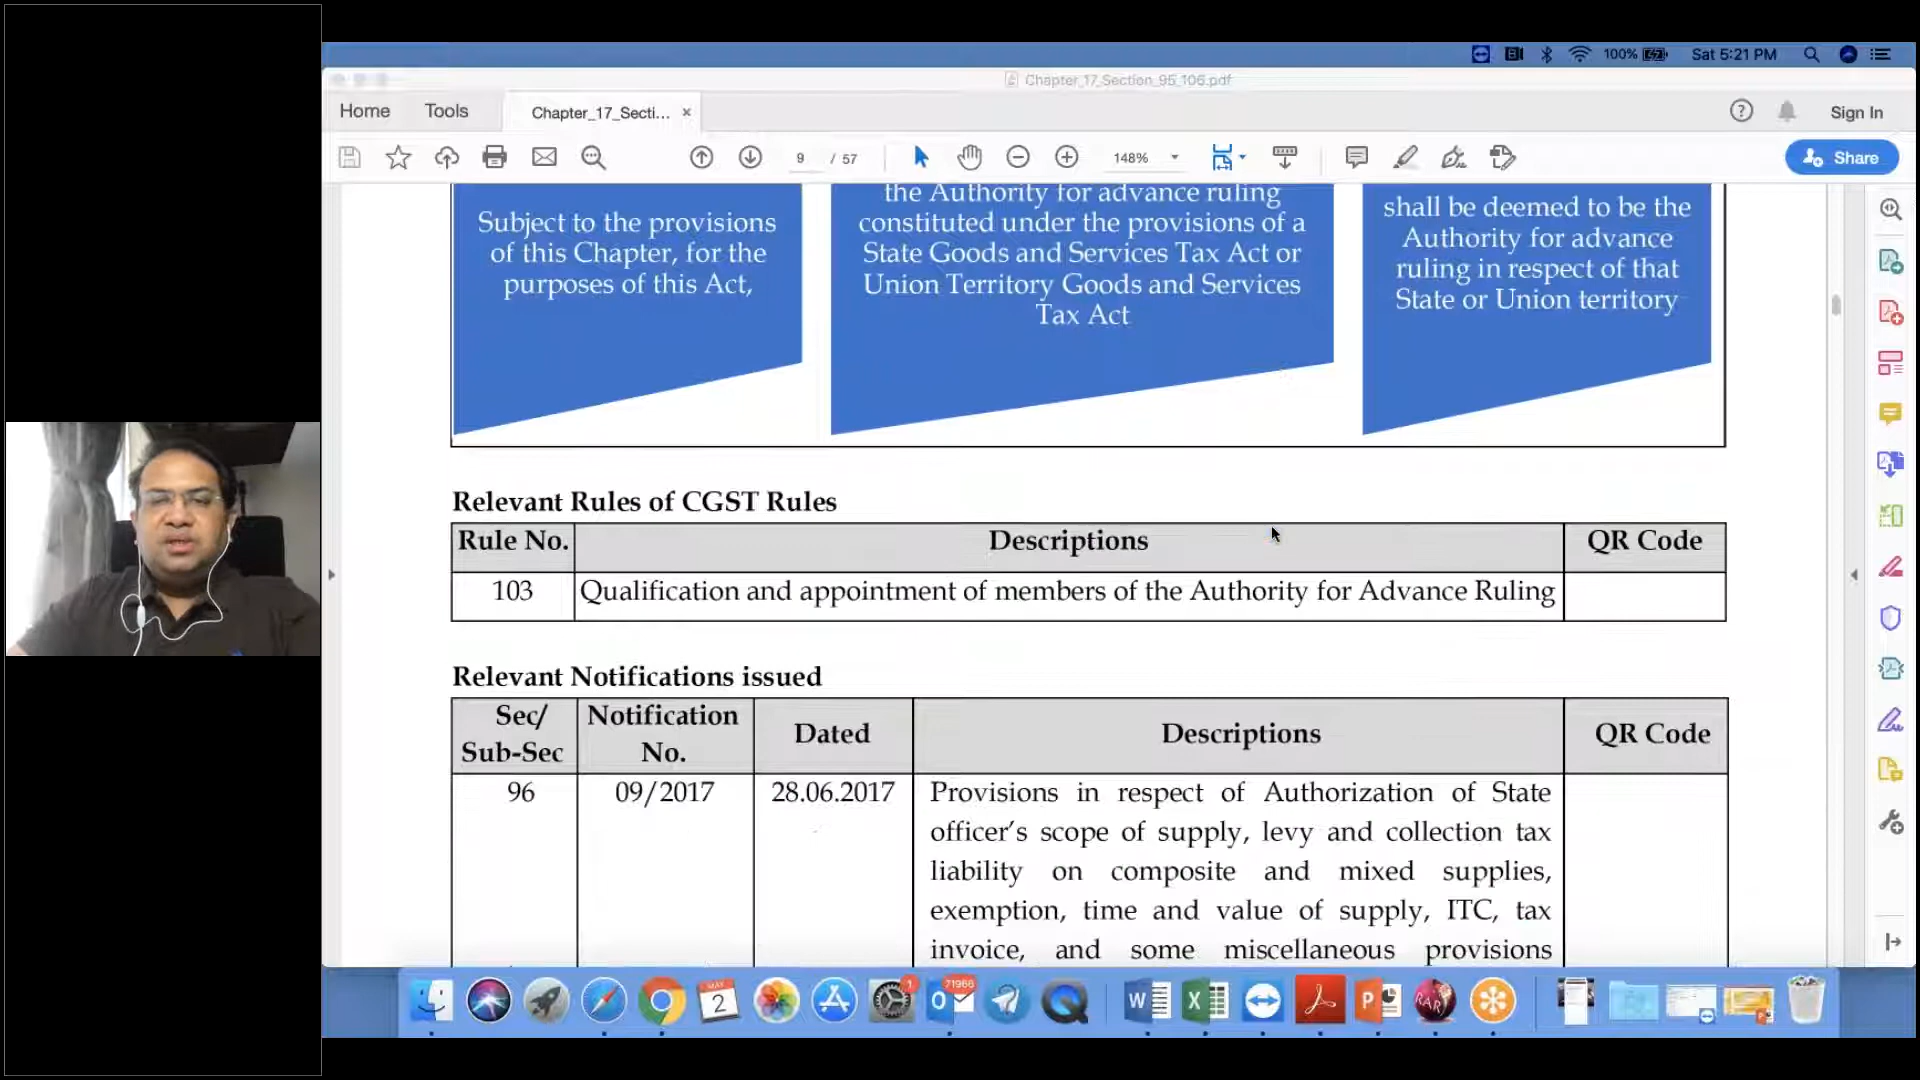 100%
Sat 5:21 PM
Chapter_17_Section_95_106.pdf
Home
Tools
Chapter_17_Secti... ×
Sign In
9 / 57
148%
Share
Subject to the provisions
of this Chapter, for the
purposes of this Act,
the Authority for advance ruling
constituted under the provisions of a
State Goods and Services Tax Act or
Union Territory Goods and Services
Tax Act
shall be deemed to be the
Authority for advance
ruling in respect of that
State or Union territory
Relevant Rules of CGST Rules
Rule No. Descriptions QR Code
103 Qualification and appointment of members of the Authority for Advance Ruling
Relevant Notifications issued
Sec/
Sub-Sec
Notification
No.
Dated
Descriptions
QR Code
96 09/2017 28.06.2017
Provisions in respect of Authorization of State
officer's scope of supply, levy and collection tax
liability on composite and mixed supplies,
exemption, time and value of supply, ITC, tax
invoice, and some miscellaneous provisions
MAY
2
1
71966
RAR